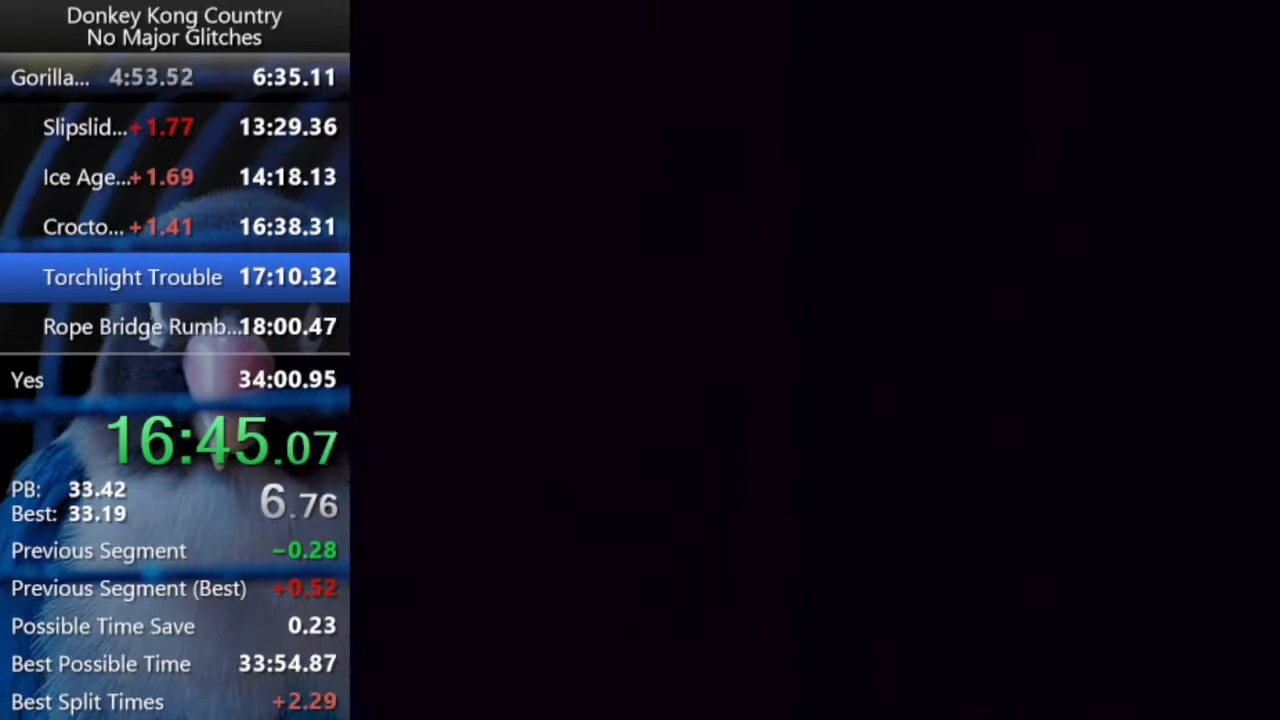 Donkey Kong Country
No Major Glitches
Gorilla... 4:53.52 6:35.11
Slipslid...+1.77 13:29.36
Ice Age...+1.69 14:18.13
Crocto... +1.41 16:38.31
Torchlight Trouble 17:10.32
Rope Bridge Rumb...18:00.47
Yes 34:00.95
16:45.07
PB: 33.42
Best: 33.19
6.76
Previous Segment -0.28
Previous Segment (Best) +0.52
Possible Time Save 0.23
Best Possible Time 33:54.87
Best Split Times +2.29